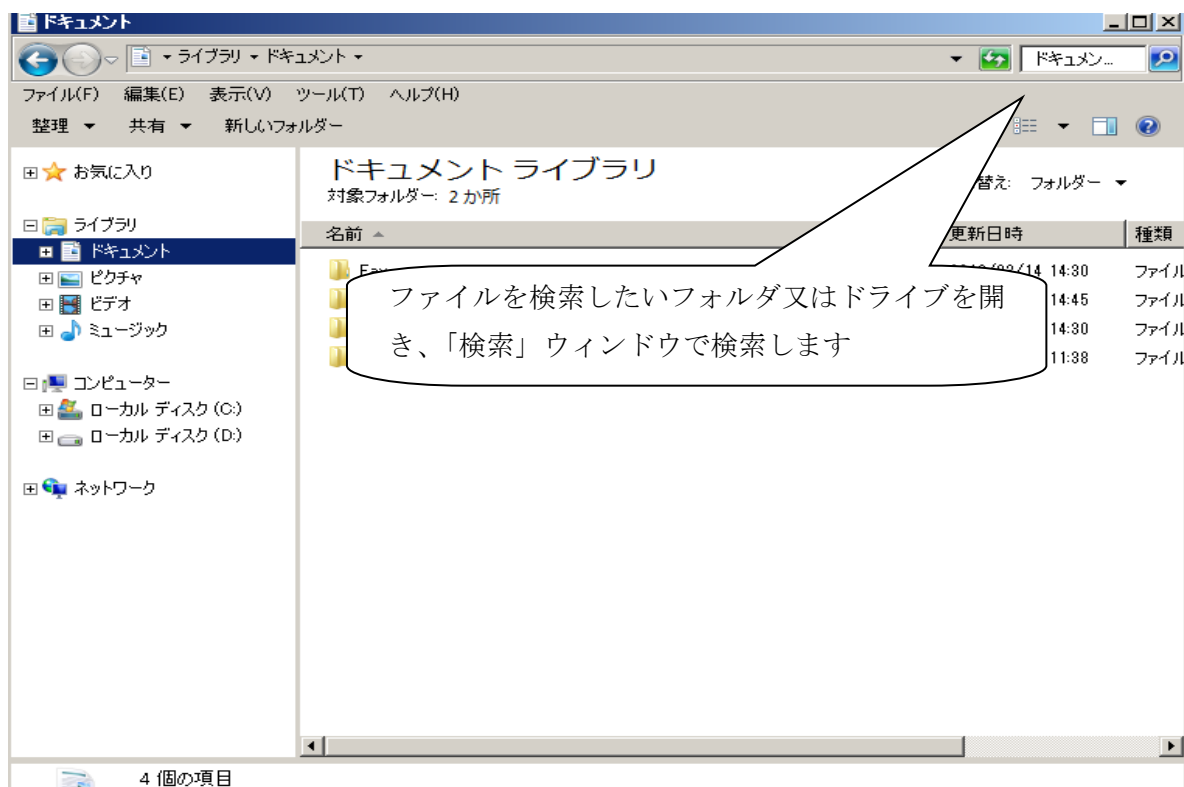 ドキュメント
ライブラリ ドキュメント
ドキュメン...
ファイル(F) 編集(E) 表示(V) ツール(T) ヘルプ(H)
整理 共有 新しいフォルダー
お気に入り
ライブラリ
ドキュメント
ピクチャ
ビデオ
ミュージック
コンピューター
ローカル ディスク (C:)
ローカル ディスク (D:)
ネットワーク
ドキュメント ライブラリ
対象フォルダー: 2 か所
替え: フォルダー
名前 更新日時 種類
14:30 ファイル
14:45 ファイル
14:30 ファイル
11:38 ファイル
ファイルを検索したいフォルダ又はドライブを開
き、「検索」ウィンドウで検索します
4 個の項目